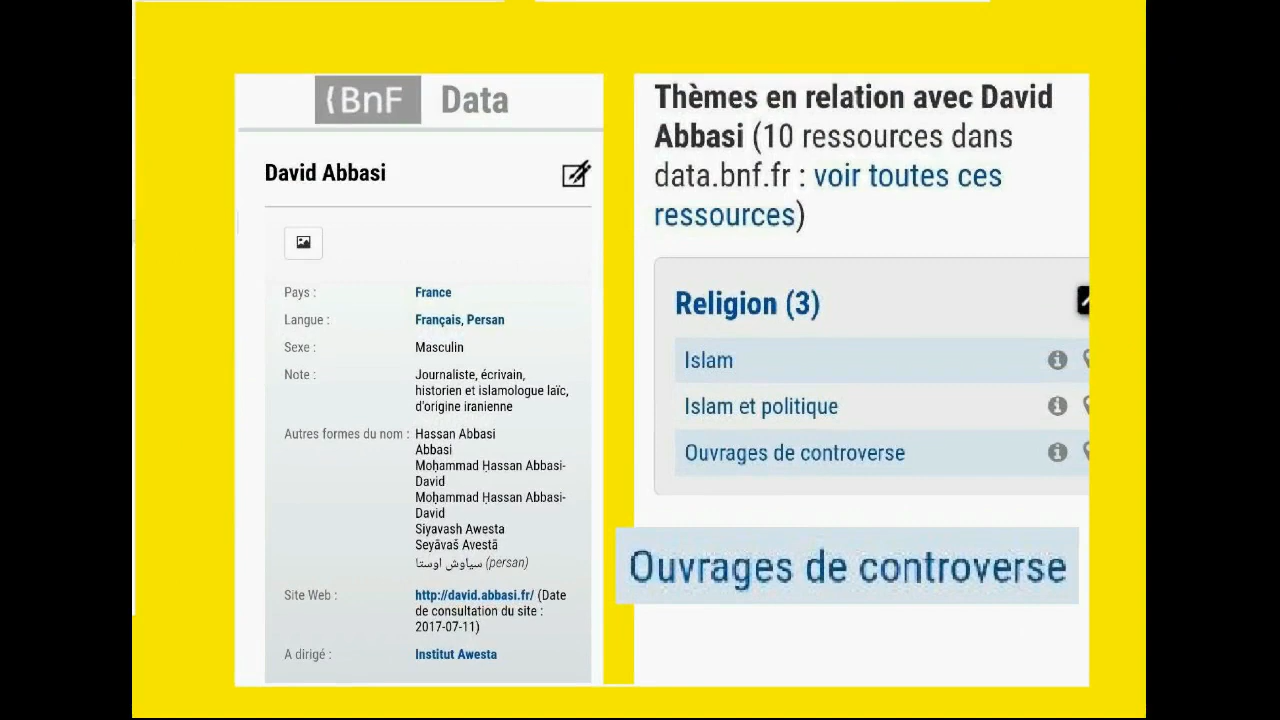 (BnF Data
David Abbasi
Pays : France
Langue : Français, Persan
Sexe : Masculin
Note : Journaliste, écrivain,
historien et islamologue laïc,
d'origine iranienne
Autres formes du nom : Hassan Abbasi
Abbasi
Moḥammad Ḥassan Abbasi-
David
Moḥammad Ḥassan Abbasi-
David
Siyavash Awesta
Seyāvaš Avestā
سیاوش اوستا (persan)
Site Web : http://david.abbasi.fr/ (Date
de consultation du site :
2017-07-11)
A dirigé : Institut Awesta
Thèmes en relation avec David
Abbasi (10 ressources dans
data.bnf.fr : voir toutes ces
ressources)
Religion (3)
Islam
Islam et politique
Ouvrages de controverse
Ouvrages de controverse